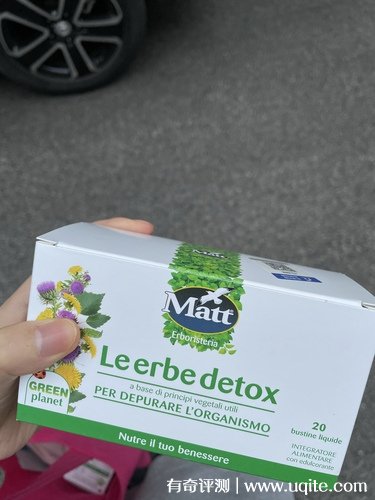 Matt
Matt
Erboristeria
Le erbe detox
a base di principi vegetali utili
PER DEPURARE L'ORGANISMO
GREEN
planet
20
bustine liquide
INTEGRATORE
ALIMENTARE
con edulcorante
Nutre il tuo benessere
有奇评测 | www.uqite.com